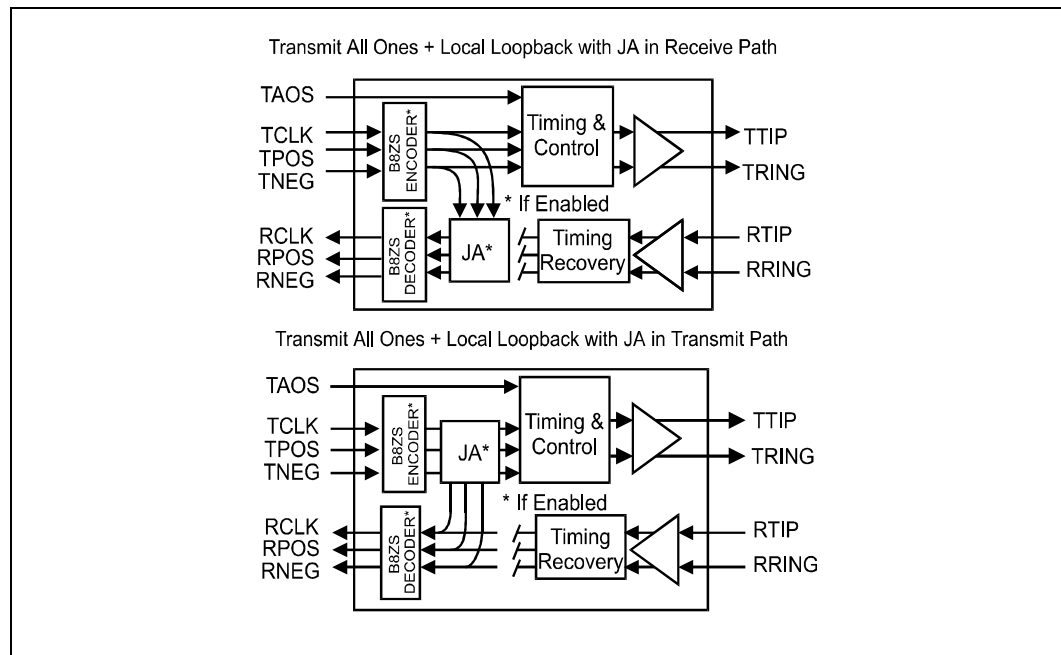 Transmit All Ones + Local Loopback with JA in Receive Path
TAOS
TCLK
TPOS
TNEG
B8ZS
ENCODER*
Timing &
Control
TTIP
TRING
* If Enabled
RCLK
RPOS
RNEG
B8ZS
DECODER*
JA*
Timing
Recovery
RTIP
RRING
Transmit All Ones + Local Loopback with JA in Transmit Path
TAOS
TCLK
TPOS
TNEG
B8ZS
ENCODER*
JA*
Timing &
Control
TTIP
TRING
* If Enabled
RCLK
RPOS
RNEG
B8ZS
DECODER*
Timing
Recovery
RTIP
RRING